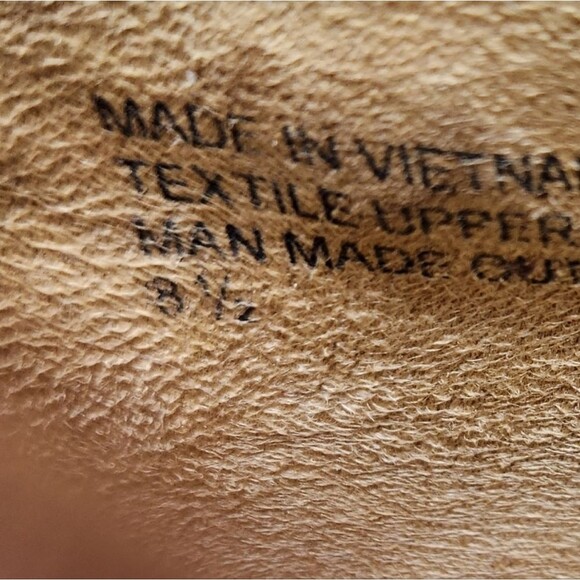 MADE IN VIETNA
TEXTILE UPPER
MAN MADE OUT
8 ½